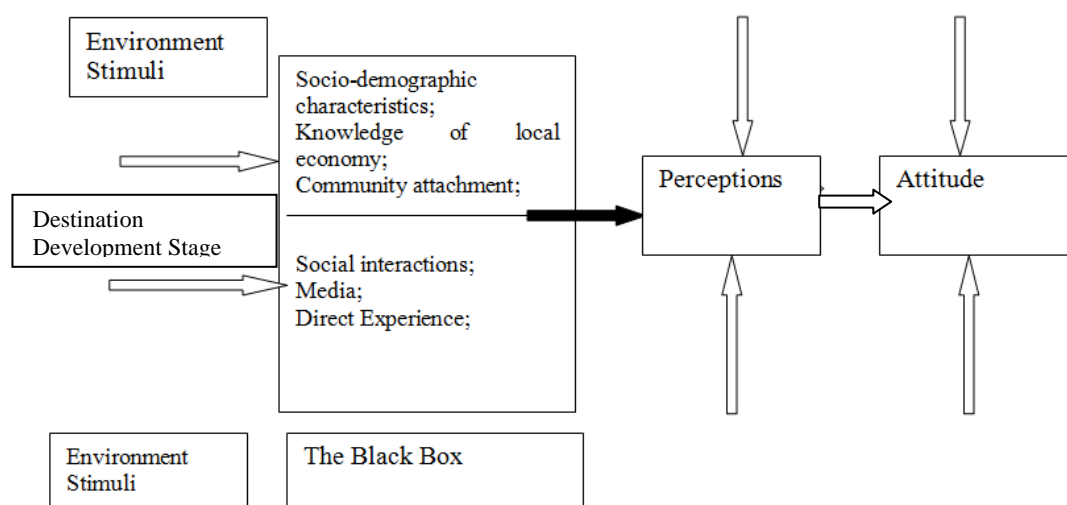 Environment
Stimuli
Socio-demographic
characteristics;
Knowledge of local
economy;
Community attachment;
Destination
Development Stage
Social interactions;
Media;
Direct Experience;
Perceptions
Attitude
Environment
Stimuli
The Black Box